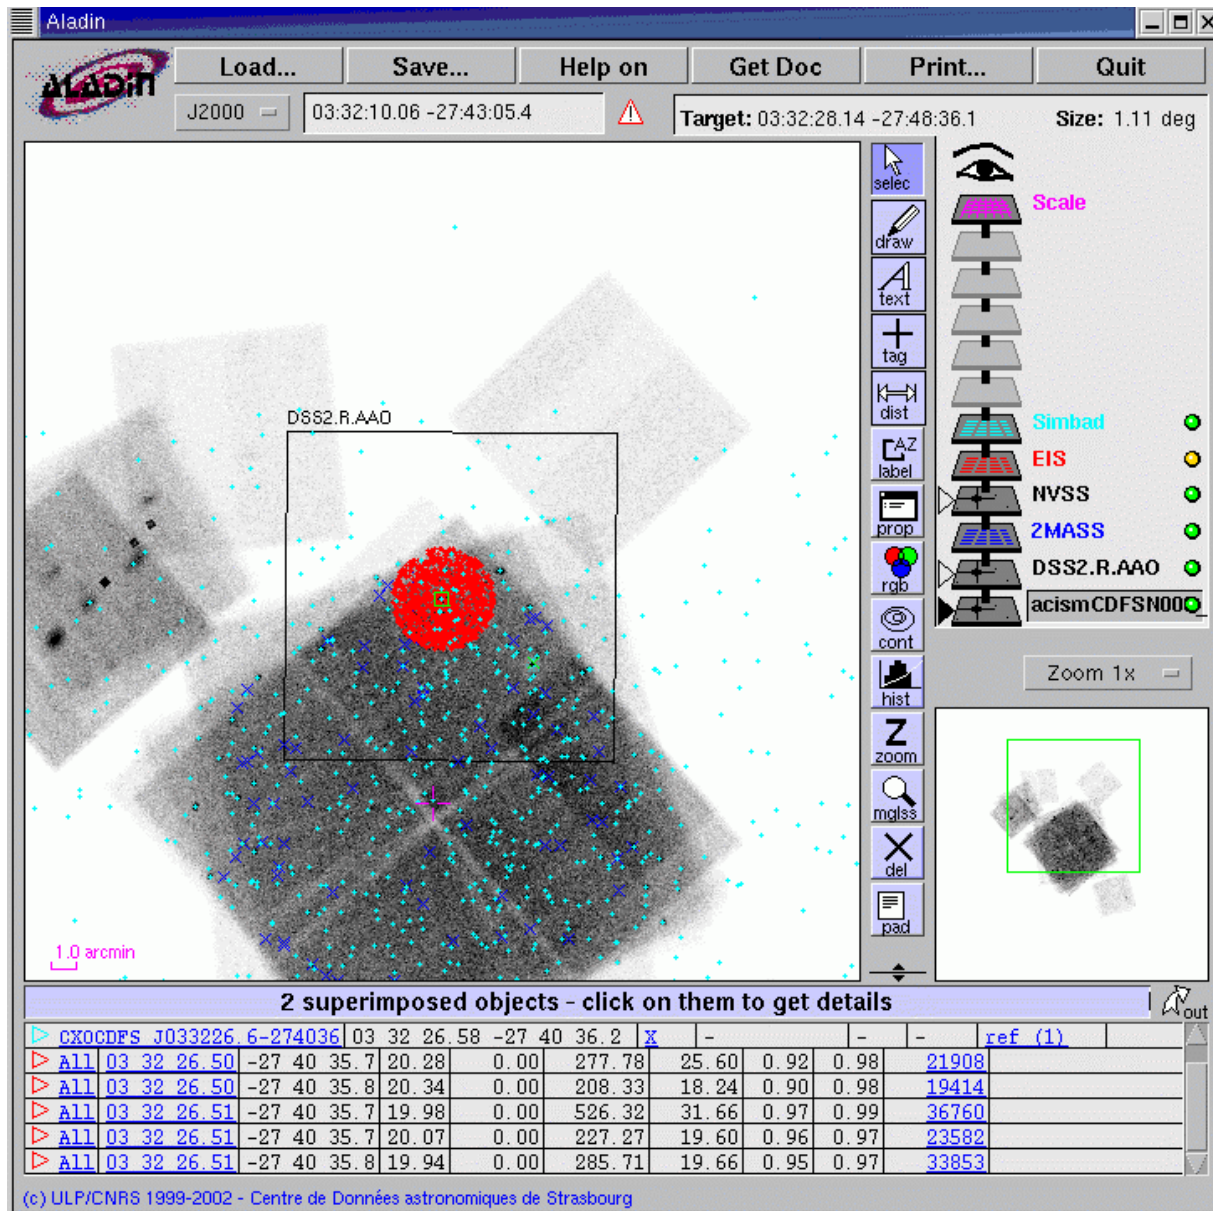 Aladin
ALADIN
Load... Save... Help on Get Doc Print... Quit
J2000 03:32:10.06 -27:43:05.4 Target: 03:32:28.14 -27:48:36.1 Size: 1.11 deg
selec
draw
text
tag
dist
label
prop
rgb
cont
hist
zoom
mglss
del
pad
Scale
Simbad
EIS
NVSS
2MASS
DSS2.R.AAO
acismCDFSN00
Zoom 1x
DSS2.R.AAO
1.0 arcmin
2 superimposed objects - click on them to get details
out
CXOCDFS J033226.6-274036 03 32 26.58 -27 40 36.2 X - - - ref (1)
All 03 32 26.50 -27 40 35.7 20.28 0.00 277.78 25.60 0.92 0.98 21908
All 03 32 26.50 -27 40 35.8 20.34 0.00 208.33 18.24 0.90 0.98 19414
All 03 32 26.51 -27 40 35.7 19.98 0.00 526.32 31.66 0.97 0.99 36760
All 03 32 26.51 -27 40 35.7 20.07 0.00 227.27 19.60 0.96 0.97 23582
All 03 32 26.51 -27 40 35.8 19.94 0.00 285.71 19.66 0.95 0.97 33853
(c) ULP/CNRS 1999-2002 - Centre de Données astronomiques de Strasbourg